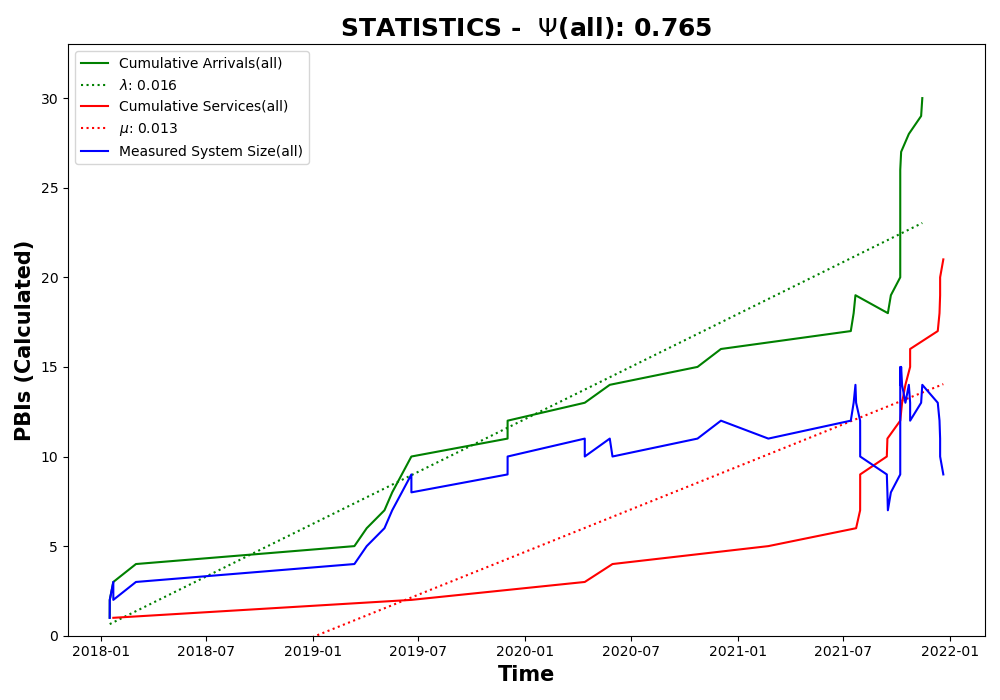 STATISTICS - Ψ(all): 0.765
Cumulative Arrivals(all)
λ: 0.016
Cumulative Services(all)
μ: 0.013
Measured System Size(all)
PBIs (Calculated)
30
25
20
15
10
5
0
2018-01 2018-07 2019-01 2019-07 2020-01 2020-07 2021-01 2021-07 2022-01
Time